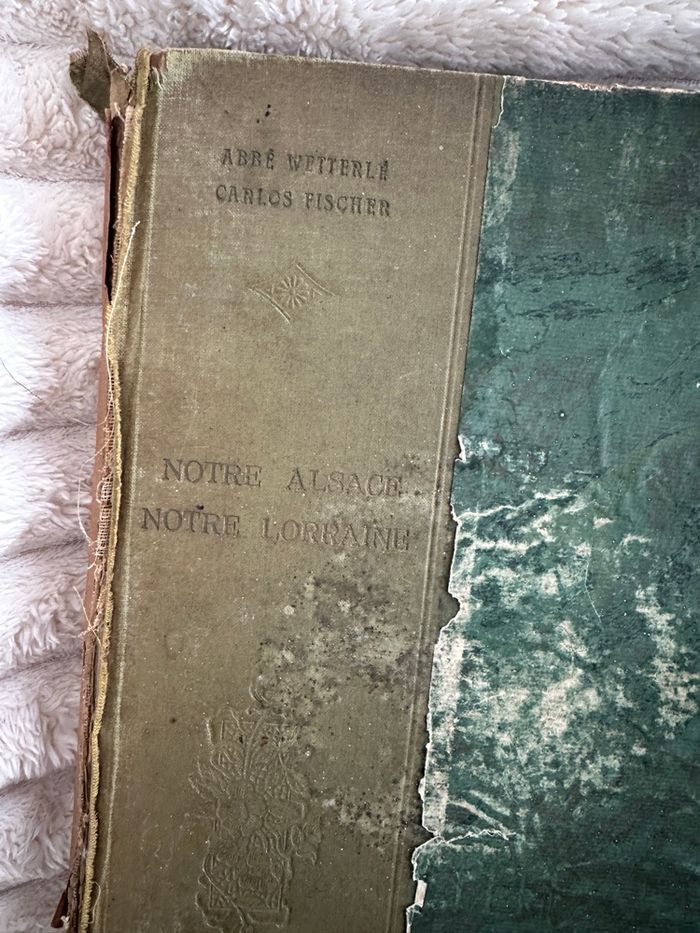 ABBÉ WETTERLÉ
CARLOS FISCHER
NOTRE ALSACE
NOTRE LORRAINE